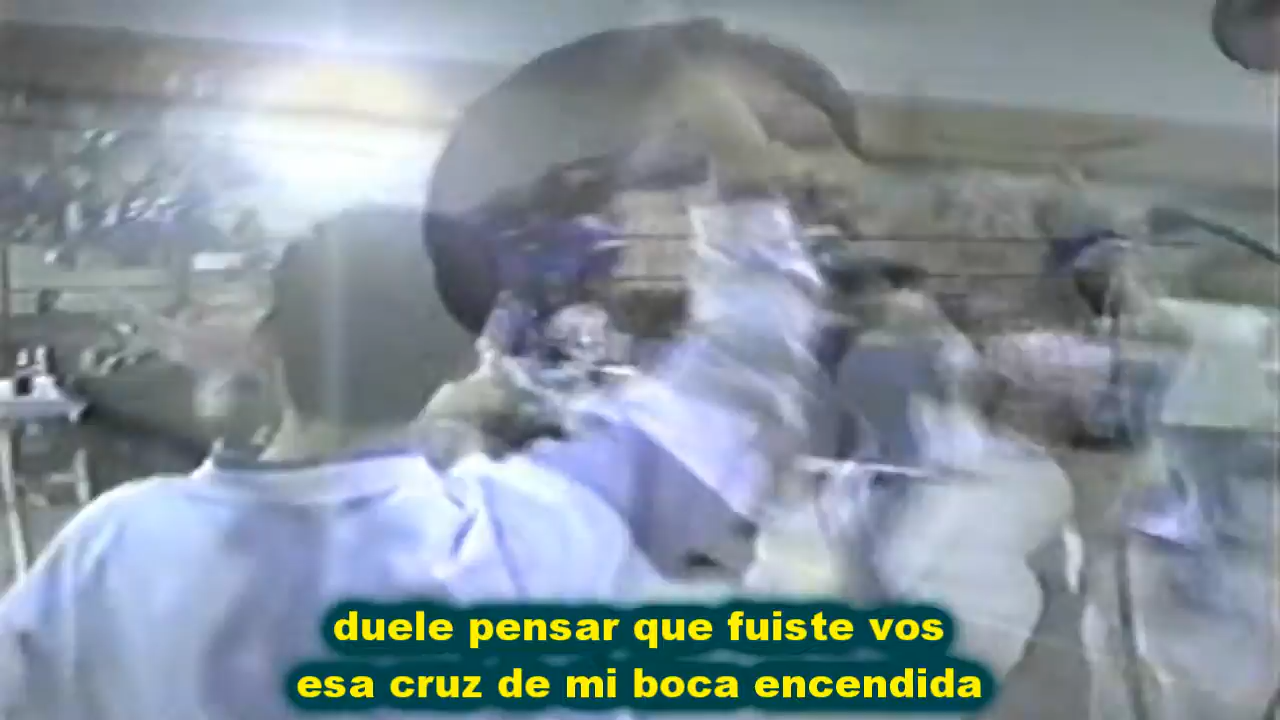 duele pensar que fuiste vos
esa cruz de mi boca encendida